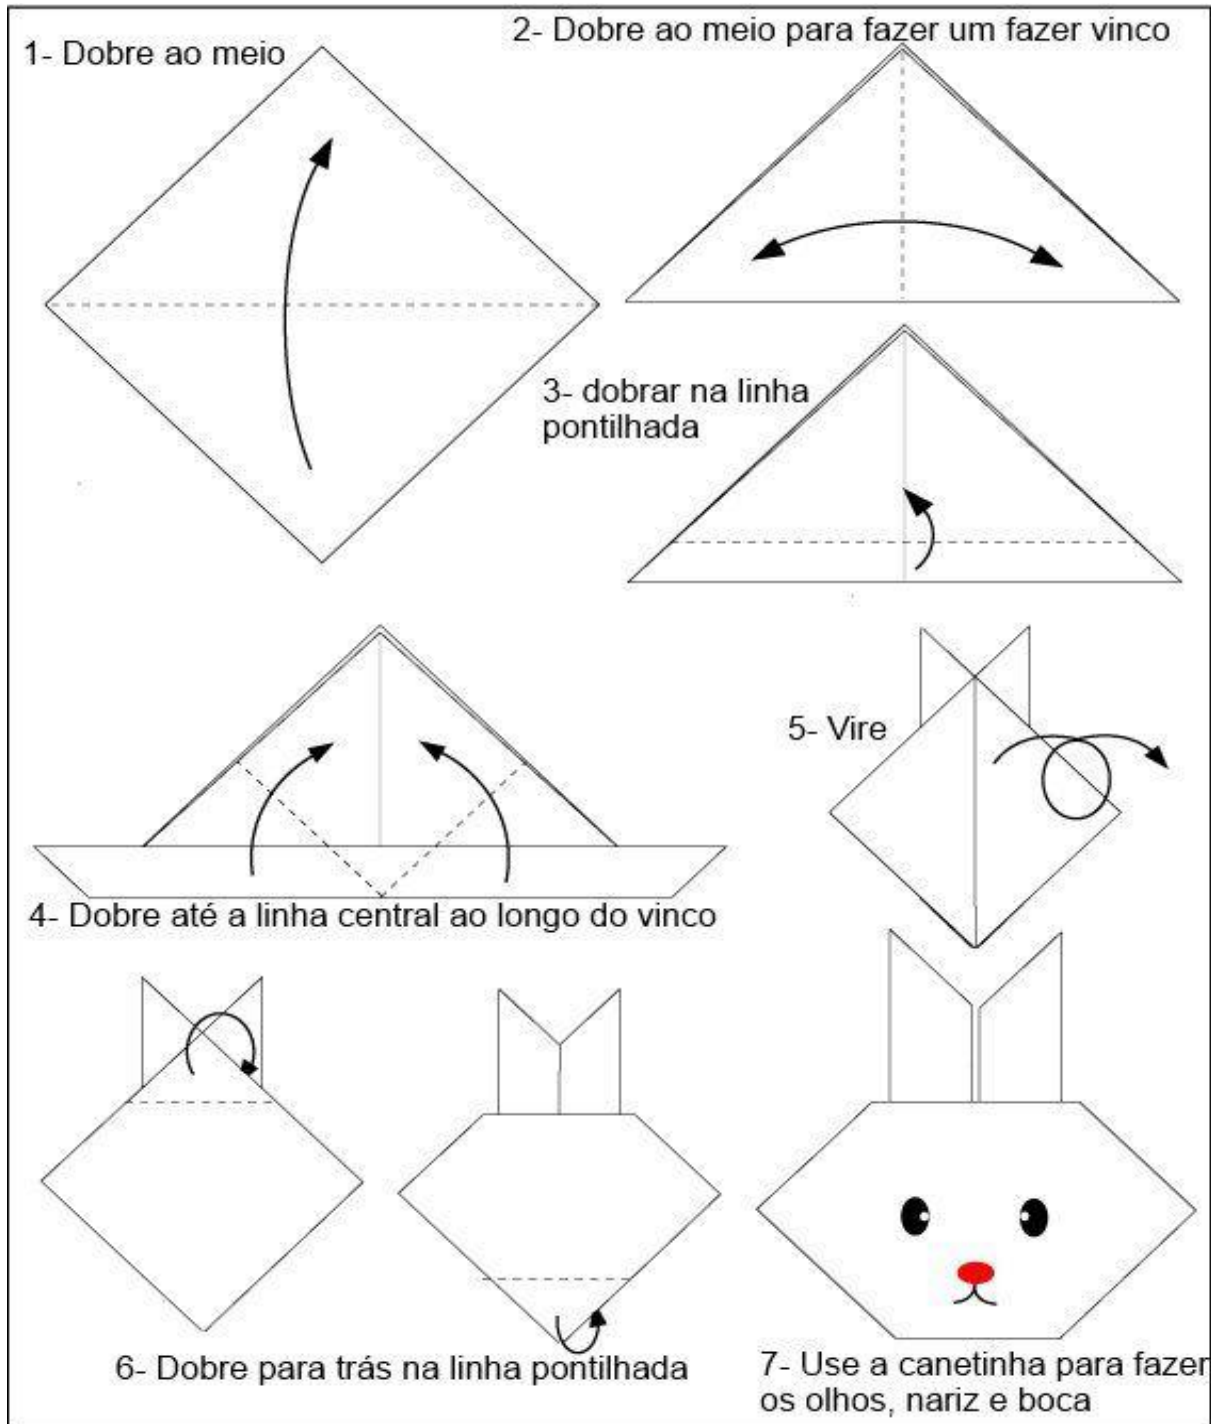 1- Dobre ao meio
2- Dobre ao meio para fazer um fazer vinco
3- dobrar na linha
pontilhada
4- Dobre até a linha central ao longo do vinco
5- Vire
6- Dobre para trás na linha pontilhada
7- Use a canetinha para fazer
os olhos, nariz e boca